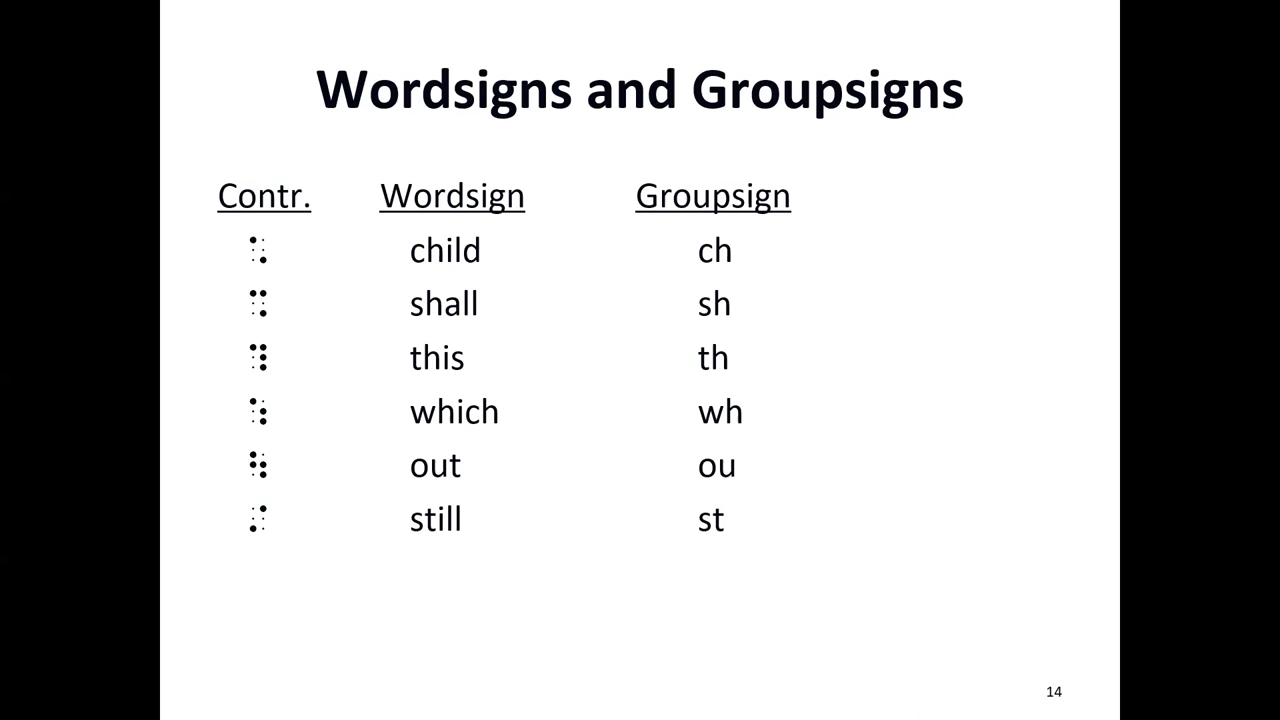 Wordsigns and Groupsigns
Contr. Wordsign Groupsign
⠡ child ch
⠩ shall sh
⠹ this th
⠱ which wh
⠳ out ou
⠌ still st
14